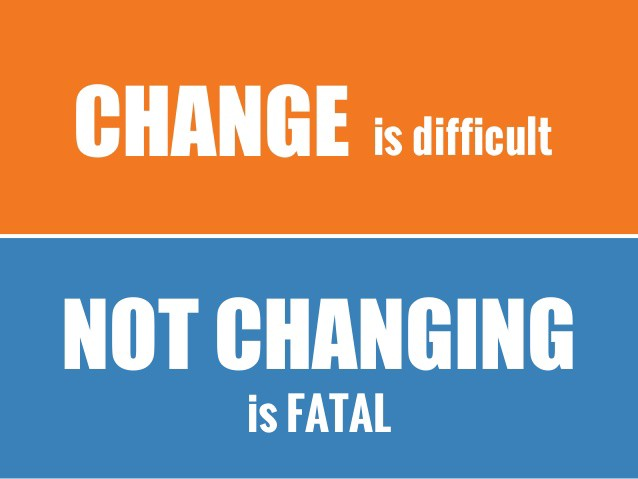 CHANGE is difficult
NOT CHANGING
is FATAL